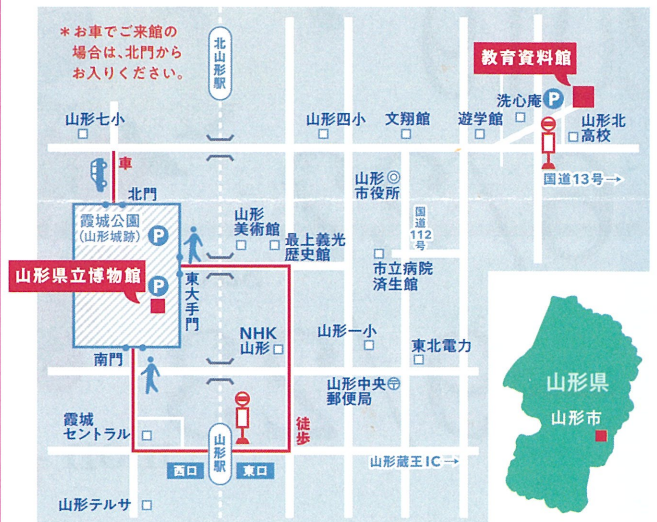 ＊お車でご来館の
場合は、北門から
お入りください。
北山形駅
教育資料館
洗心庵
P
山形七小
山形四小
文翔館
遊学館
山形北
高校
車
北門
山形
市役所
国道13号→
霞城公園
(山形城跡)
P
山形
美術館
最上義光
歴史館
国道
112
号
山形県立博物館
P
東大手門
市立病院
済生館
NHK
山形
山形一小
東北電力
南門
山形中央
郵便局
山形県
山形市
霞城
セントラル
徒歩
山形駅
西口
東口
山形蔵王IC→
山形テルサ